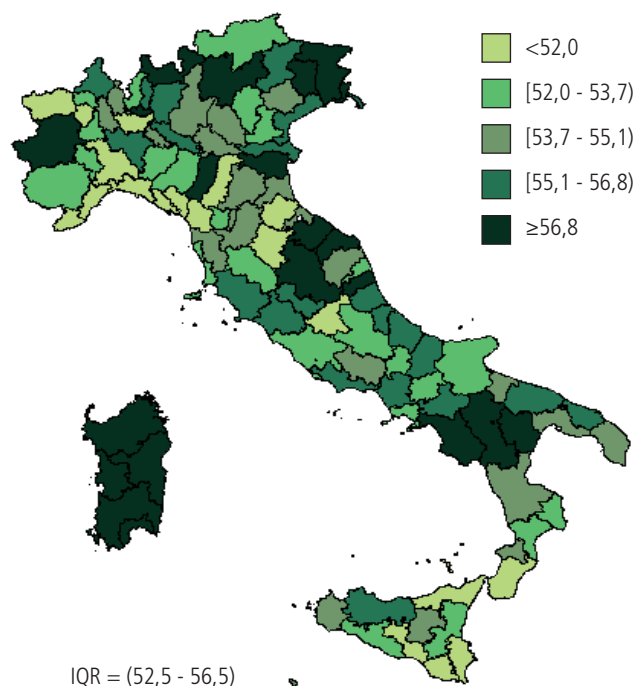 <52,0
[52,0 - 53,7)
[53,7 - 55,1)
[55,1 - 56,8)
≥56,8
IQR = (52,5 - 56,5)